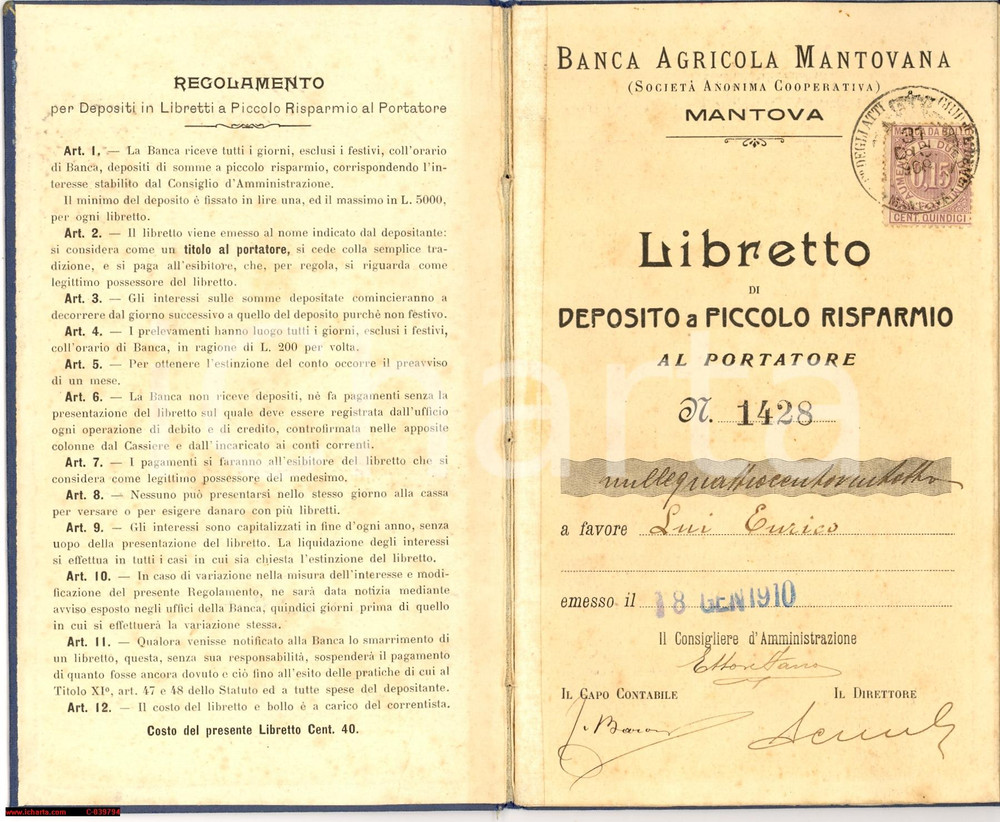 REGOLAMENTO
per Depositi in Libretti a Piccolo Risparmio al Portatore
Art. 1. — La Banca riceve tutti i giorni, esclusi i festivi, coll'orario
di Banca, depositi di somme a piccolo risparmio, corrispondendo l'in-
teresse stabilito dal Consiglio d'Amministrazione.
Il minimo del deposito è fissato in lire una, ed il massimo in L. 5000,
per ogni libretto.
Art. 2. — Il libretto viene emesso al nome indicato dal depositante:
si considera come un titolo al portatore, si cede colla semplice tra-
dizione, e si paga all'esibitore, che, per regola, si riguarda come
legittimo possessore del libretto.
Art. 3. — Gli interessi sulle somme depositate comincieranno a
decorrere dal giorno successivo a quello del deposito purchè non festivo.
Art. 4. — I prelevamenti hanno luogo tutti i giorni, esclusi i festivi,
coll'orario di Banca, in ragione di L. 200 per volta.
Art. 5. — Per ottenere l'estinzione del conto occorre il preavviso
di un mese.
Art. 6. — La Banca non riceve depositi, nè fa pagamenti senza la
presentazione del libretto sul quale deve essere registrata dall'ufficio
ogni operazione di debito e di credito, controfirmata nelle apposite
colonne dal Cassiere e dall'incaricato ai conti correnti.
Art. 7. — I pagamenti si faranno all'esibitore del libretto che si
considera come legittimo possessore del medesimo.
Art. 8. — Nessuno può presentarsi nello stesso giorno alla cassa
per versare o per esigere danaro con più libretti.
Art. 9. — Gli interessi sono capitalizzati in fine d'ogni anno, senza
uopo della presentazione del libretto. La liquidazione degli interessi
si effettua in tutti i casi in cui sia chiesta l'estinzione del libretto.
Art. 10. — In caso di variazione nella misura dell'interesse e modi-
ficazione del presente Regolamento, ne sarà data notizia mediante
avviso esposto negli uffici della Banca, quindici giorni prima di quello
in cui si effettuerà la variazione stessa.
Art. 11. — Qualora venisse notificato alla Banca lo smarrimento di
un libretto, questa, senza sua responsabilità, sospenderà il pagamento
di quanto fosse ancora dovuto e ciò fino all'esito delle pratiche di cui al
Titolo XIº, art. 47 e 48 dello Statuto ed a tutte spese del depositante.
Art. 12. — Il costo del libretto e bollo è a carico del correntista.
Costo del presente Libretto Cent. 40.
www.icharta.com C-039794
BANCA AGRICOLA MANTOVANA
(SOCIETÀ ANONIMA COOPERATIVA)
MANTOVA
DEGLI ATTI
0,15
CENT. QUINDICI
Libretto
DI
DEPOSITO a PICCOLO RISPARMIO
AL PORTATORE
N. 1428
millequattrocentoventotto
a favore Lui Enrico
emesso il 18 GEN 1910
Il Consigliere d'Amministrazione
IL CAPO CONTABILE IL DIRETTORE
icharta